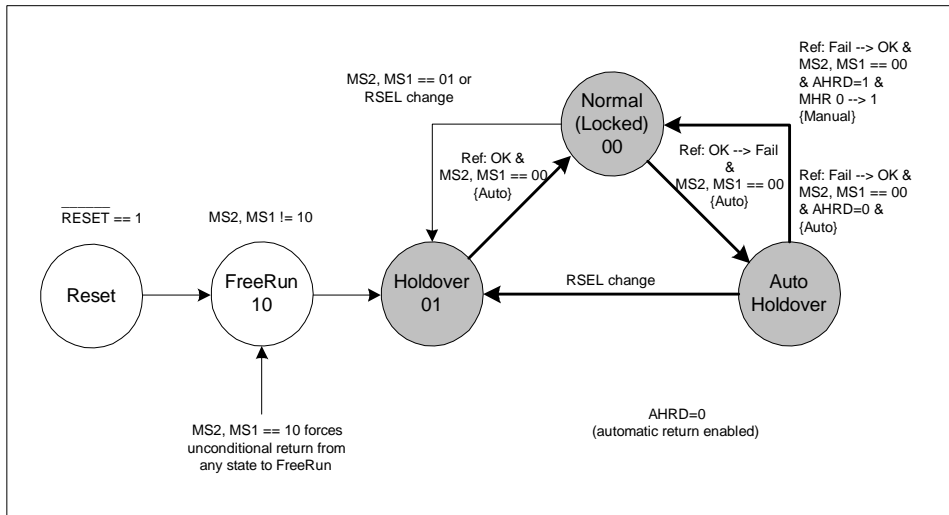 Ref: Fail --> OK &
MS2, MS1 == 00
& AHRD=1 &
MHR 0 --> 1
{Manual}
MS2, MS1 == 01 or
RSEL change
Normal
(Locked)
00
Ref: OK &
MS2, MS1 == 00
{Auto}
Ref: OK --> Fail
&
MS2, MS1 == 00
{Auto}
Ref: Fail --> OK &
MS2, MS1 == 00
& AHRD=0 &
{Auto}
RESET == 1
MS2, MS1 != 10
Reset
FreeRun
10
Holdover
01
RSEL change
Auto
Holdover
MS2, MS1 == 10 forces
unconditional return from
any state to FreeRun
AHRD=0
(automatic return enabled)